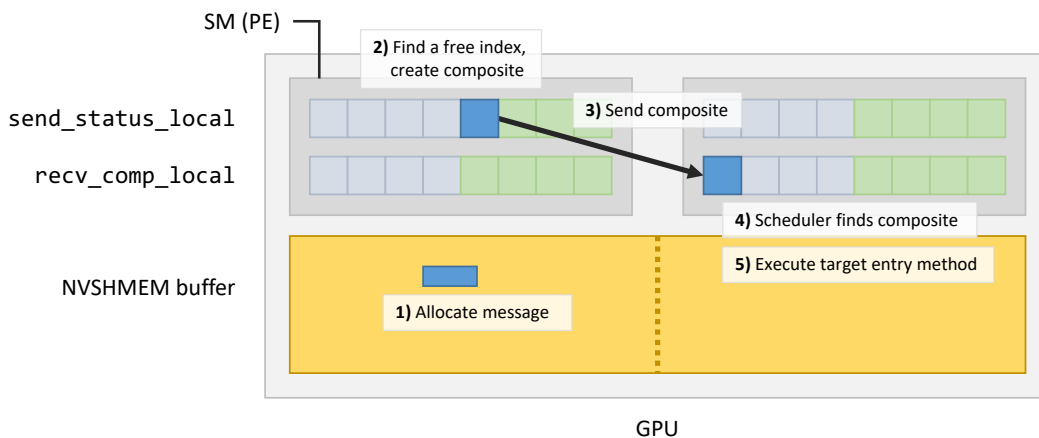 SM (PE)
2) Find a free index,
create composite
send_status_local
3) Send composite
recv_comp_local
4) Scheduler finds composite
5) Execute target entry method
NVSHMEM buffer
1) Allocate message
GPU